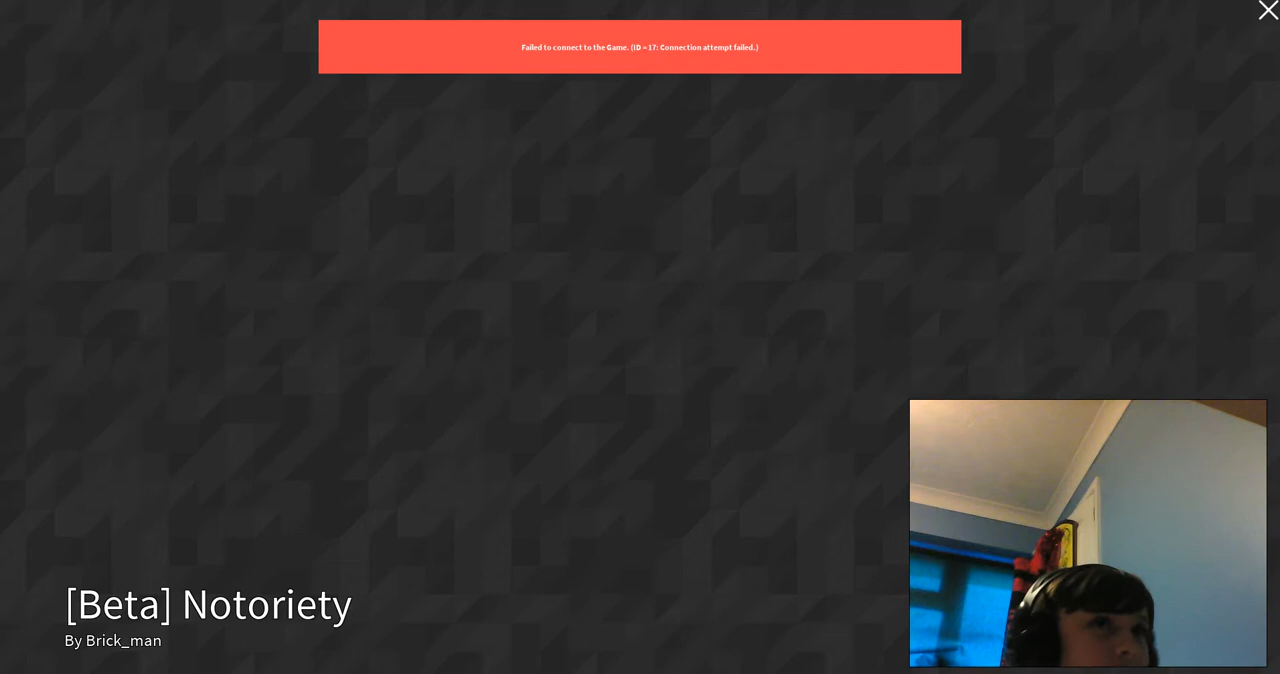 Failed to connect to the Game. (ID = 17: Connection attempt failed.)
[Beta] Notoriety
By Brick_man